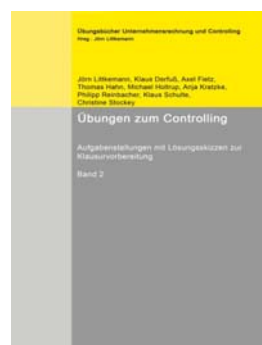 Übungsbücher Unternehmensrechnung und Controlling
Hrsg.: Jörn Littkemann
Jörn Littkemann, Klaus Derfuß, Axel Fietz,
Thomas Hahn, Michael Holtrup, Anja Kratzke,
Philipp Reinbacher, Klaus Schulte,
Christine Stockey
Übungen zum Controlling
Aufgabenstellungen mit Lösungsskizzen zur
Klausurvorbereitung
Band 2